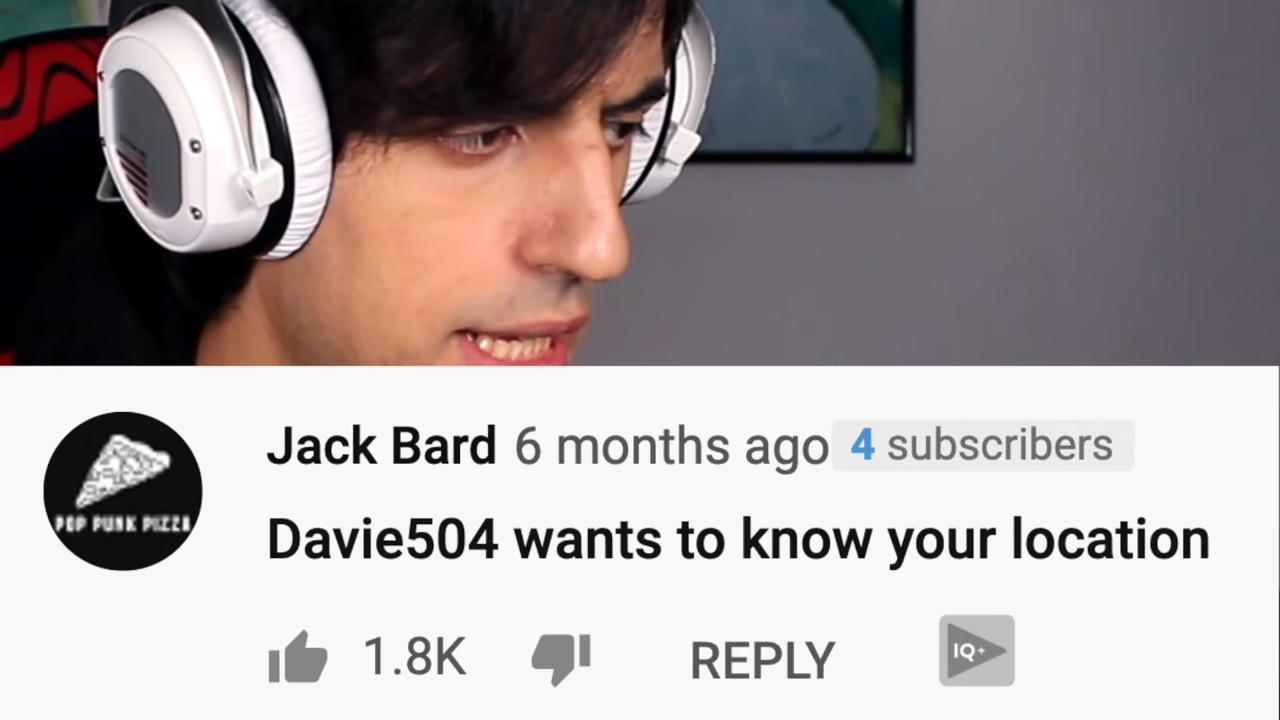 Jack Bard 6 months ago 4 subscribers
POP PUNK PIZZA
Davie504 wants to know your location
1.8K REPLY IQ+